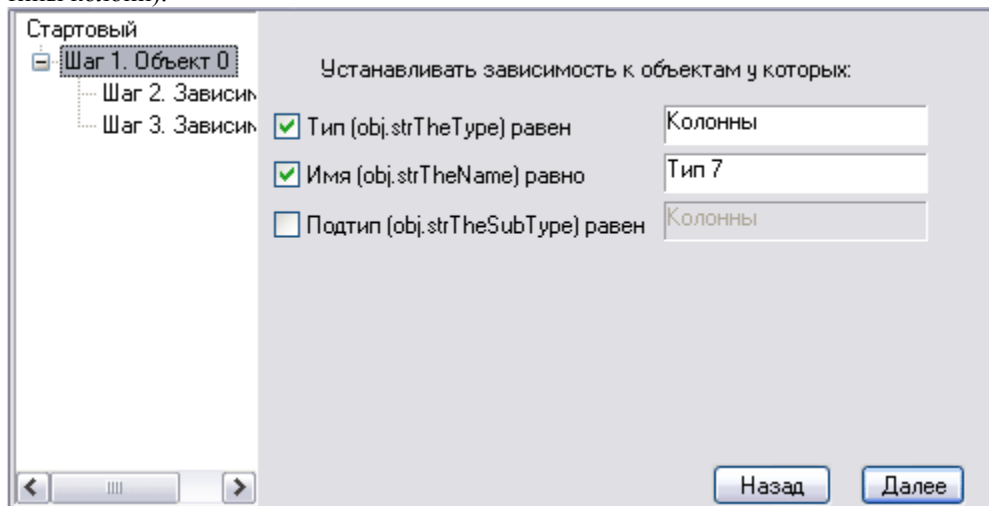 Стартовый
Шаг 1. Объект 0
Шаг 2. Зависим
Шаг 3. Зависим
Устанавливать зависимость к объектам у которых:
Тип (obj.strTheType) равен
Колонны
Имя (obj.strTheName) равно
Тип 7
Подтип (obj.strTheSubType) равен
Колонны
Назад
Далее